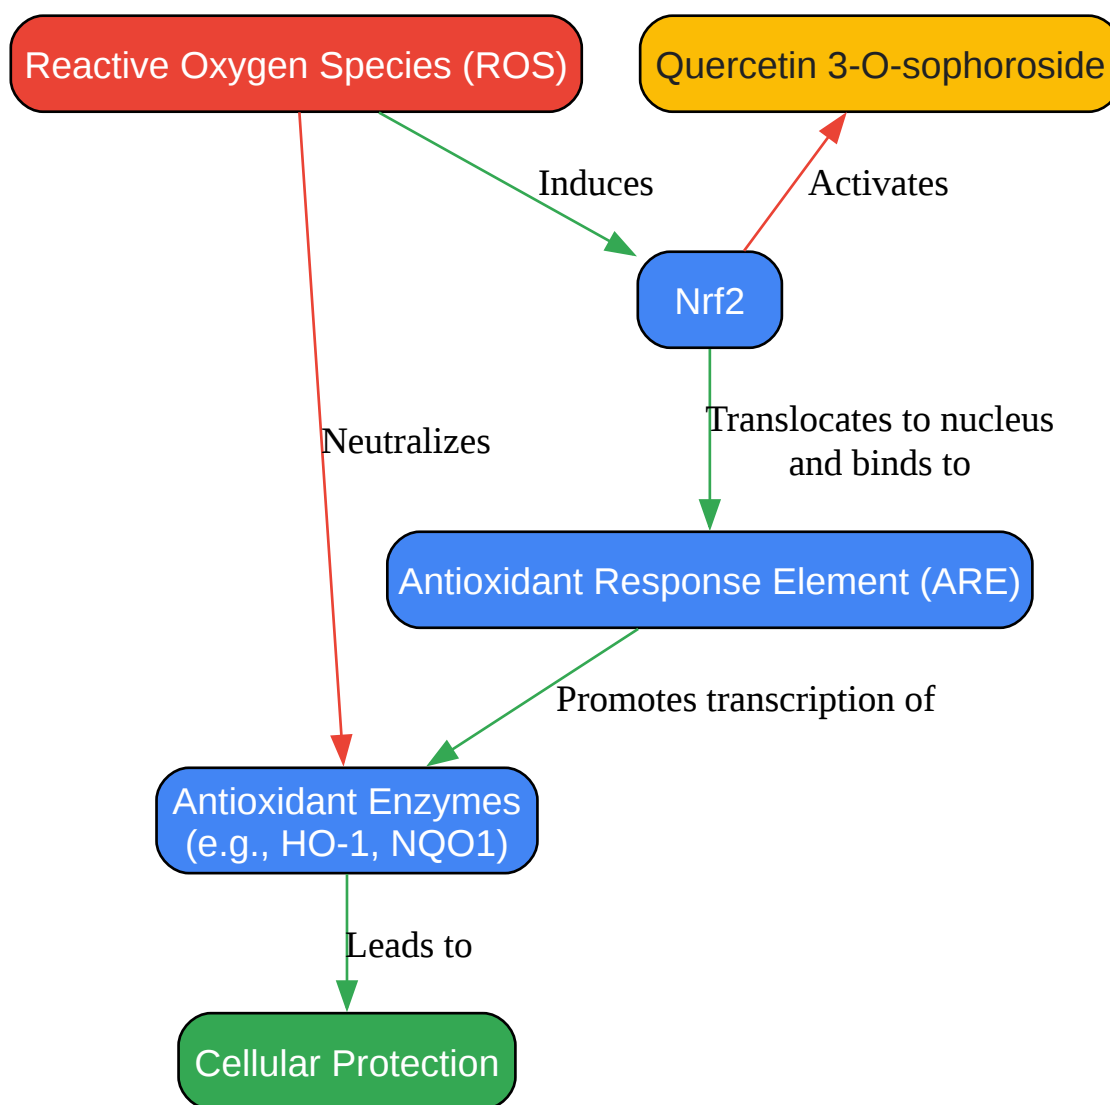 Reactive Oxygen Species (ROS)
Quercetin 3-O-sophoroside
Induces
Activates
Nrf2
Translocates to nucleus
and binds to
Neutralizes
Antioxidant Response Element (ARE)
Promotes transcription of
Antioxidant Enzymes
(e.g., HO-1, NQO1)
Leads to
Cellular Protection